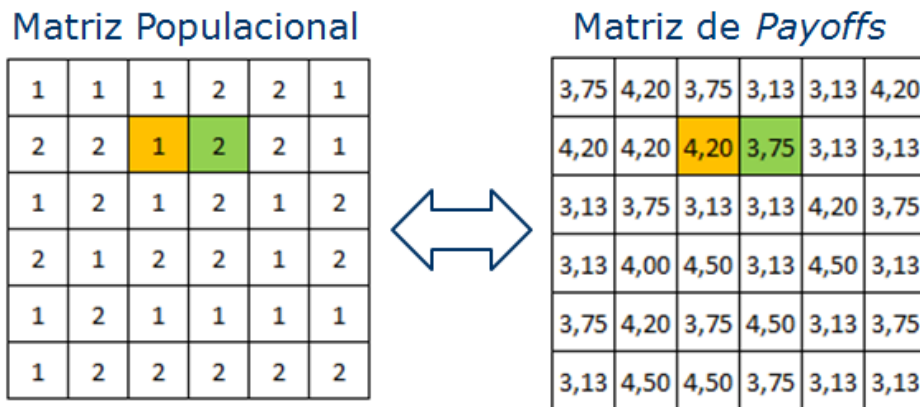 Matriz Populacional
1 1 1 2 2 1
2 2 1 2 2 1
1 2 1 2 1 2
2 1 2 2 1 2
1 2 1 1 1 1
1 2 2 2 2 2
Matriz de Payoffs
3,75 4,20 3,75 3,13 3,13 4,20
4,20 4,20 4,20 3,75 3,13 3,13
3,13 3,75 3,13 3,13 4,20 3,75
3,13 4,00 4,50 3,13 4,50 3,13
3,75 4,20 3,75 4,50 3,13 3,75
3,13 4,50 4,50 3,75 3,13 3,13